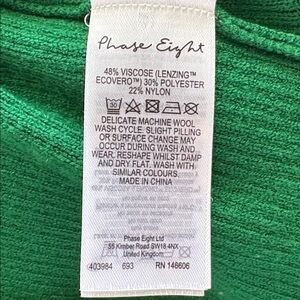 Phase Eight
48% VISCOSE (LENZING™
ECOVERO™) 30% POLYESTER
22% NYLON
30
DELICATE MACHINE WOOL
WASH CYCLE. SLIGHT PILLING
OR SURFACE CHANGE MAY
OCCUR DURING WASH AND
WEAR. RESHAPE WHILST DAMP
AND DRY FLAT. WASH WITH
SIMILAR COLOURS.
MADE IN CHINA
Phase Eight Ltd
55 Kimber Road SW18 4NX
United Kingdom
403984 693 RN 148606